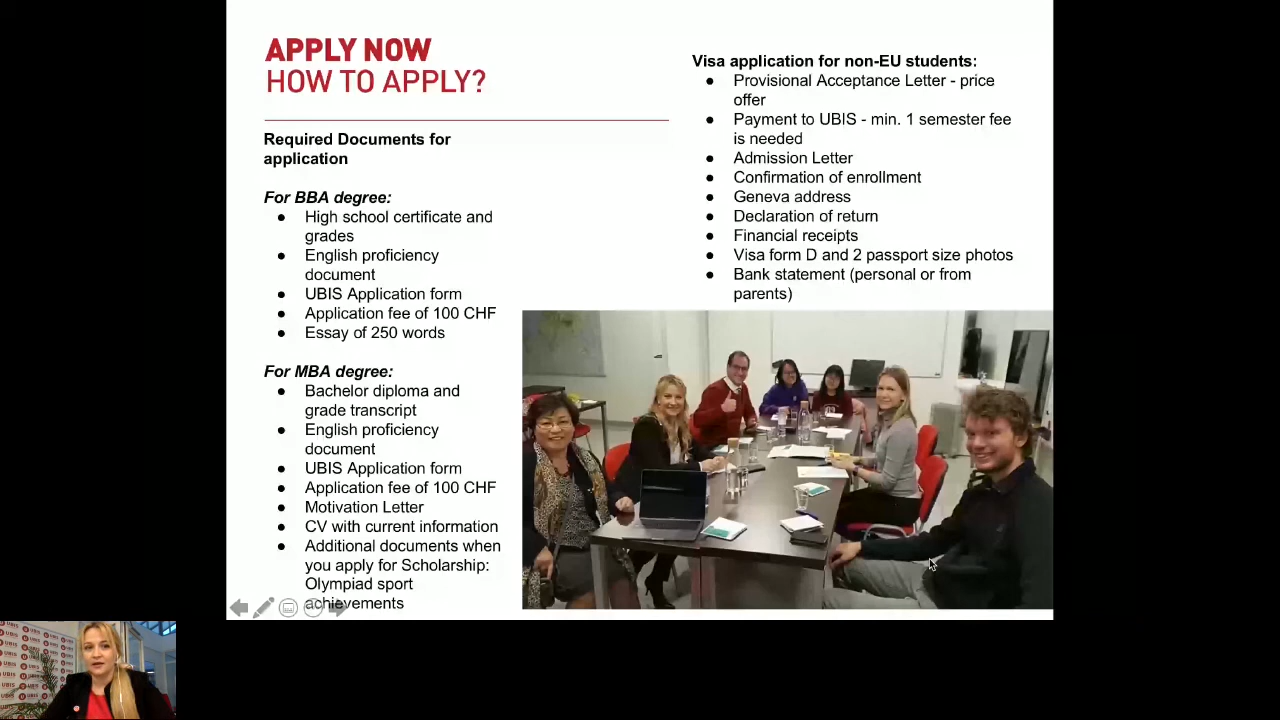 APPLY NOW
HOW TO APPLY?
Required Documents for
application
For BBA degree:
● High school certificate and
grades
● English proficiency
document
● UBIS Application form
● Application fee of 100 CHF
● Essay of 250 words
For MBA degree:
● Bachelor diploma and
grade transcript
● English proficiency
document
● UBIS Application form
● Application fee of 100 CHF
● Motivation Letter
● CV with current information
● Additional documents when
you apply for Scholarship:
Olympiad sport
achievements
Visa application for non-EU students:
● Provisional Acceptance Letter - price
offer
● Payment to UBIS - min. 1 semester fee
is needed
● Admission Letter
● Confirmation of enrollment
● Geneva address
● Declaration of return
● Financial receipts
● Visa form D and 2 passport size photos
● Bank statement (personal or from
parents)
UBIS